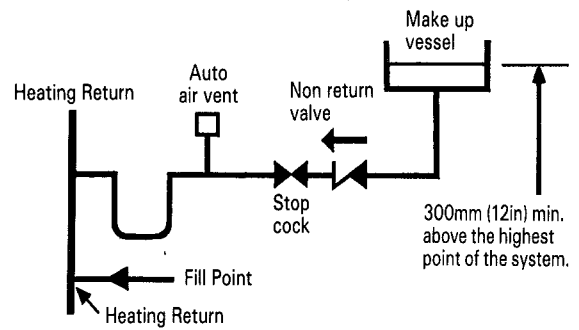 Make up
vessel
Auto
air vent
Heating Return
Non return
valve
Stop
cock
300mm (12in) min.
above the highest
point of the system.
Fill Point
Heating Return